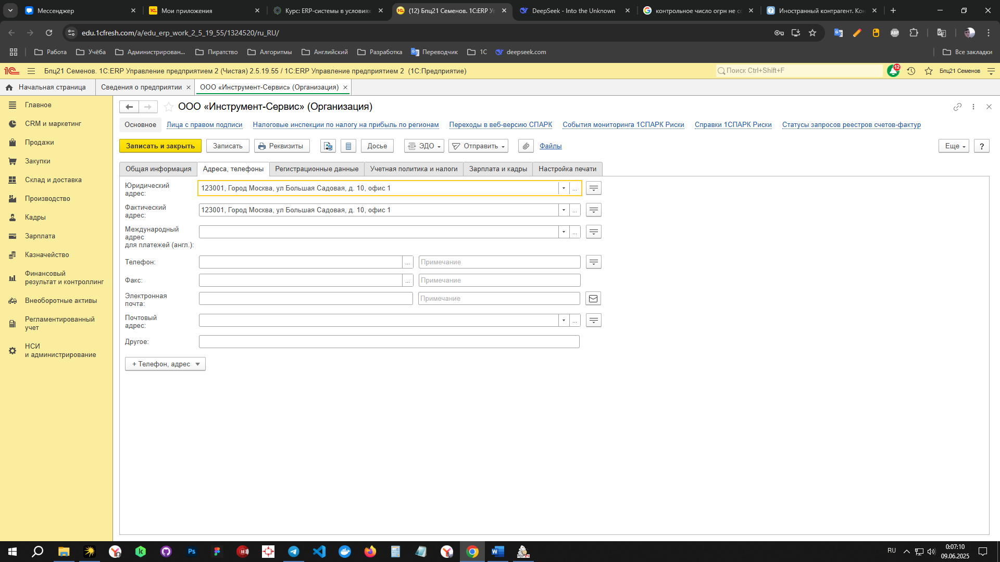 Мессенджер
Мои приложения
Курс: ERP-системы в условиях
(12) Бпц21 Семенов. 1С:ERP У
DeepSeek - Into the Unknown
контрольное число огрн не со
Иностранный контрагент. Ко
edu.1cfresh.com/a/edu_erp_work_2_5_19_55/1324520/ru_RU/
Работа
Учёба
Администрирован...
Пиратство
Алгоритмы
Английский
Разработка
Переводчик
1С
deepseek.com
Все закладки
Бпц21 Семенов. 1С:ERP Управление предприятием 2 (Чистая) 2.5.19.55 / 1С:ERP Управление предприятием 2 (1С:Предприятие)
Поиск Ctrl+Shift+F
12
Бпц21 Семенов
Начальная страница
Сведения о предприятии
ООО «Инструмент-Сервис» (Организация)
Главное
CRM и маркетинг
Продажи
Закупки
Склад и доставка
Производство
Кадры
Зарплата
Казначейство
Финансовый
результат и контроллинг
Внеоборотные активы
Регламентированный
учет
НСИ
и администрирование
ООО «Инструмент-Сервис» (Организация)
Основное
Лица с правом подписи
Налоговые инспекции по налогу на прибыль по регионам
Переходы в веб-версию СПАРК
События мониторинга 1СПАРК Риски
Справки 1СПАРК Риски
Статусы запросов реестров счетов-фактур
Записать и закрыть
Записать
Реквизиты
Досье
ЭДО
Отправить
Файлы
Еще
?
Общая информация
Адреса, телефоны
Регистрационные данные
Учетная политика и налоги
Зарплата и кадры
Настройка печати
Юридический
адрес:
123001, Город Москва, ул Большая Садовая, д. 10, офис 1
...
Фактический
адрес:
123001, Город Москва, ул Большая Садовая, д. 10, офис 1
...
Международный
адрес
для платежей (англ.):
...
Телефон:
...
Примечание
Факс:
...
Примечание
Электронная
почта:
Примечание
Почтовый
адрес:
...
Другое:
+ Телефон, адрес
RU
0:07:10
09.06.2025